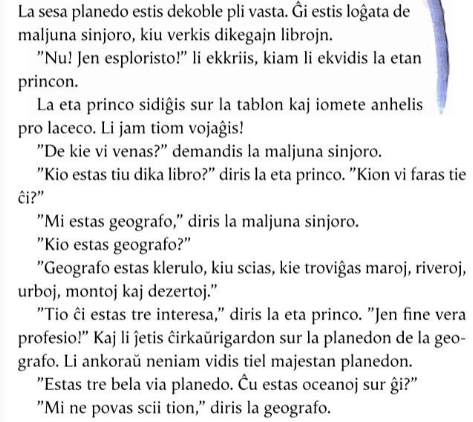 La sesa planedo estis dekoble pli vasta. Ĝi estis loĝata de
maljuna sinjoro, kiu verkis dikegajn librojn.
"Nu! Jen esploristo!" li ekkriis, kiam li ekvidis la etan
princon.
La eta princo sidiĝis sur la tablon kaj iomete anhelis
pro laceco. Li jam tiom vojaĝis!
"De kie vi venas?" demandis la maljuna sinjoro.
"Kio estas tiu dika libro?" diris la eta princo. "Kion vi faras tie
ĉi?"
"Mi estas geografo," diris la maljuna sinjoro.
"Kio estas geografo?"
"Geografo estas klerulo, kiu scias, kie troviĝas maroj, riveroj,
urboj, montoj kaj dezertoj."
"Tio ĉi estas tre interesa," diris la eta princo. "Jen fine vera
profesio!" Kaj li ĵetis ĉirkaŭrigardon sur la planedon de la geo-
grafo. Li ankoraŭ neniam vidis tiel majestan planedon.
"Estas tre bela via planedo. Ĉu estas oceanoj sur ĝi?"
"Mi ne povas scii tion," diris la geografo.